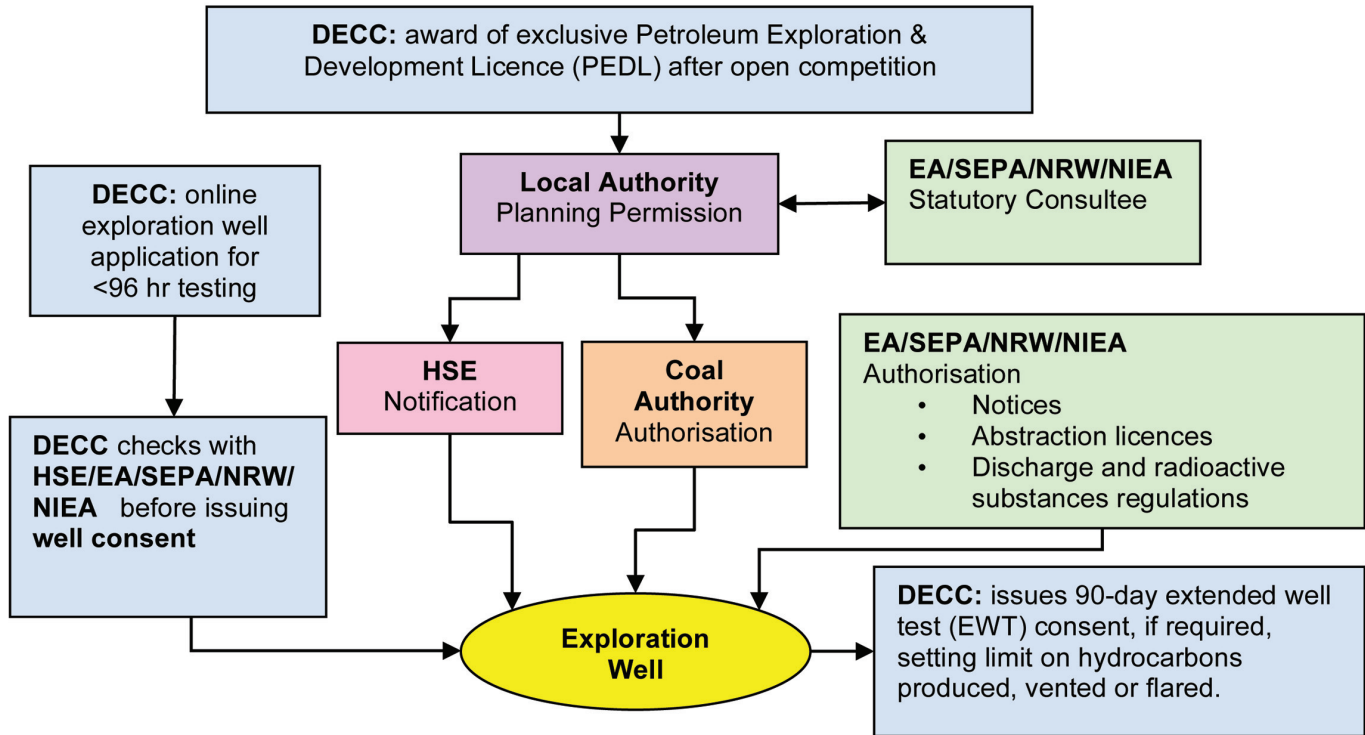 DECC: award of exclusive Petroleum Exploration &
Development Licence (PEDL) after open competition
Local Authority
Planning Permission
EA/SEPA/NRW/NIEA
Statutory Consultee
DECC: online
exploration well
application for
<96 hr testing
HSE
Notification
Coal
Authority
Authorisation
EA/SEPA/NRW/NIEA
Authorisation
• Notices
• Abstraction licences
• Discharge and radioactive
substances regulations
DECC checks with
HSE/EA/SEPA/NRW/
NIEA before issuing
well consent
Exploration
Well
DECC: issues 90-day extended well
test (EWT) consent, if required,
setting limit on hydrocarbons
produced, vented or flared.